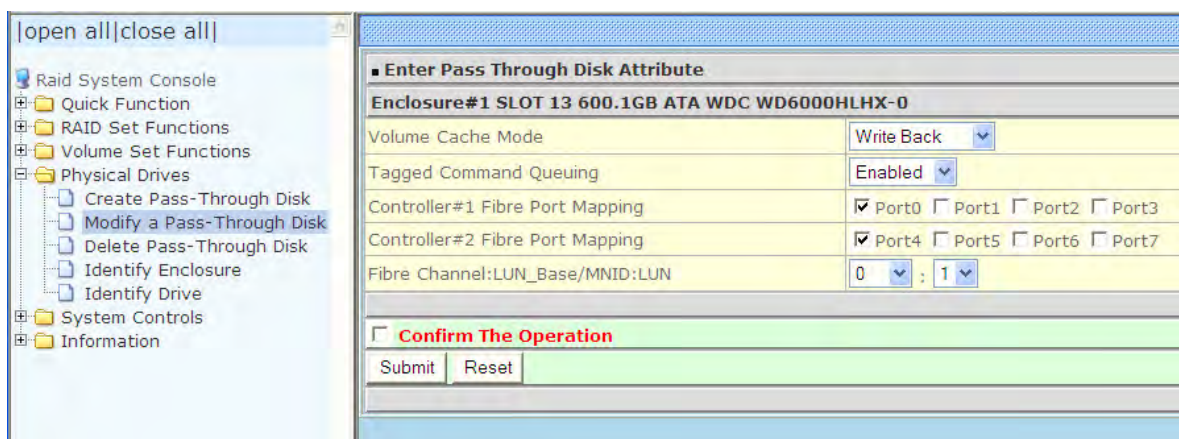 |open all|close all|
Raid System Console
Quick Function
RAID Set Functions
Volume Set Functions
Physical Drives
Create Pass-Through Disk
Modify a Pass-Through Disk
Delete Pass-Through Disk
Identify Enclosure
Identify Drive
System Controls
Information
Enter Pass Through Disk Attribute
Enclosure#1 SLOT 13 600.1GB ATA WDC WD6000HLHX-0
Volume Cache Mode Write Back
Tagged Command Queuing Enabled
Controller#1 Fibre Port Mapping Port0 Port1 Port2 Port3
Controller#2 Fibre Port Mapping Port4 Port5 Port6 Port7
Fibre Channel:LUN_Base/MNID:LUN 0 : 1
Confirm The Operation
Submit Reset